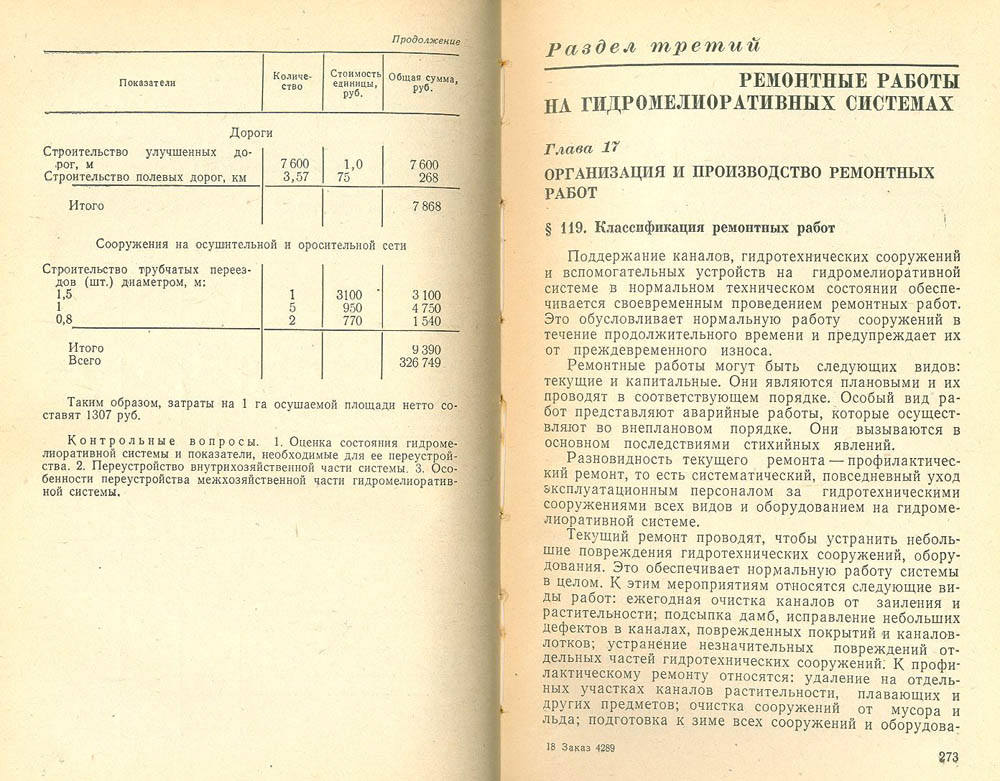 Продолжение
Показатели
Количе-
ство
Стоимость
единицы,
руб.
Общая сумма,
руб.
Дороги
Строительство улучшенных до-
рог, м 7 600 1,0 7 600
Строительство полевых дорог, км 3,57 75 268
Итого 7 868
Сооружения на осушительной и оросительной сети
Строительство трубчатых переез-
дов (шт.) диаметром, м:
1,5 1 3100 3 100
1 5 950 4 750
0,8 2 770 1 540
Итого 9 390
Всего 326 749
Таким образом, затраты на 1 га осушаемой площади нетто со-
ставят 1307 руб.
Контрольные вопросы. 1. Оценка состояния гидроме-
лиоративной системы и показатели, необходимые для ее переустрой-
ства. 2. Переустройство внутрихозяйственной части системы. 3. Осо-
бенности переустройства межхозяйственной части гидромелиоратив-
ной системы.
Раздел третий
РЕМОНТНЫЕ РАБОТЫ
НА ГИДРОМЕЛИОРАТИВНЫХ СИСТЕМАХ
Глава 17
ОРГАНИЗАЦИЯ И ПРОИЗВОДСТВО РЕМОНТНЫХ
РАБОТ
§ 119. Классификация ремонтных работ
Поддержание каналов, гидротехнических сооружений
и вспомогательных устройств на гидромелиоративной
системе в нормальном техническом состоянии обеспе-
чивается своевременным проведением ремонтных работ.
Это обусловливает нормальную работу сооружений в
течение продолжительного времени и предупреждает их
от преждевременного износа.
Ремонтные работы могут быть следующих видов:
текущие и капитальные. Они являются плановыми и их
проводят в соответствующем порядке. Особый вид ра-
бот представляют аварийные работы, которые осущест-
вляют во внеплановом порядке. Они вызываются в
основном последствиями стихийных явлений.
Разновидность текущего ремонта — профилактичес-
кий ремонт, то есть систематический, повседневный уход
эксплуатационным персоналом за гидротехническими
сооружениями всех видов и оборудованием на гидроме-
лиоративной системе.
Текущий ремонт проводят, чтобы устранить неболь-
шие повреждения гидротехнических сооружений, обору-
дования. Это обеспечивает нормальную работу системы
в целом. К этим мероприятиям относятся следующие ви-
ды работ: ежегодная очистка каналов от заиления и
растительности; подсыпка дамб, исправление небольших
дефектов в каналах, поврежденных покрытий и каналов-
лотков; устранение незначительных повреждений от-
дельных частей гидротехнических сооружений. К профи-
лактическому ремонту относятся: удаление на отдель-
ных участках каналов растительности, плавающих и
других предметов; очистка сооружений от мусора и
льда; подготовка к зиме всех сооружений и оборудова-
18 Заказ 4289
273